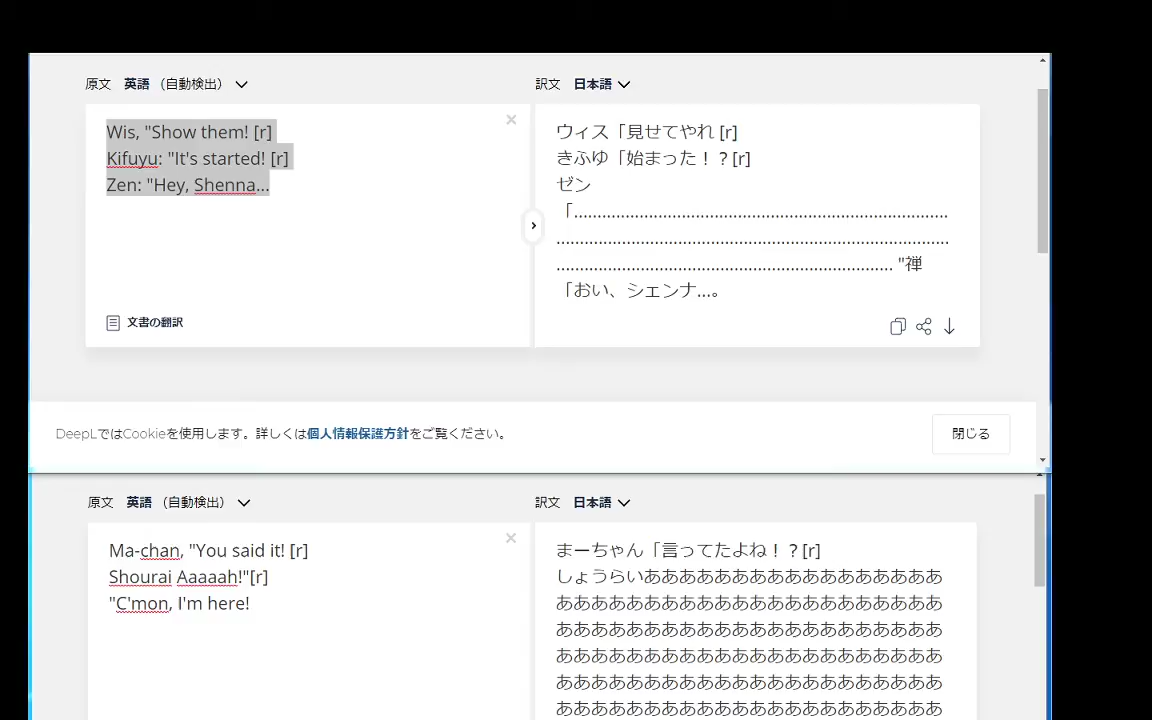 原文 英語 (自動検出)
訳文 日本語
Wis, "Show them! [r]
Kifuyu: "It's started! [r]
Zen: "Hey, Shenna...
ウィス「見せてやれ [r]
きふゆ「始まった！？[r]
ゼン
「................................................................................
....................................................................................
........................................................................ "禅
「おい、シェンナ...。
文書の翻訳
DeepLではCookieを使用します。詳しくは個人情報保護方針をご覧ください。
閉じる
原文 英語 (自動検出)
訳文 日本語
Ma-chan, "You said it! [r]
Shourai Aaaaah!"[r]
"C'mon, I'm here!
まーちゃん「言ってたよね！？[r]
しょうらいあああああああああああああああああ
ああああああああああああああああああああああ
ああああああああああああああああああああああ
ああああああああああああああああああああああ
ああああああああああああああああああああああ
ああああああああああああああああああああああ